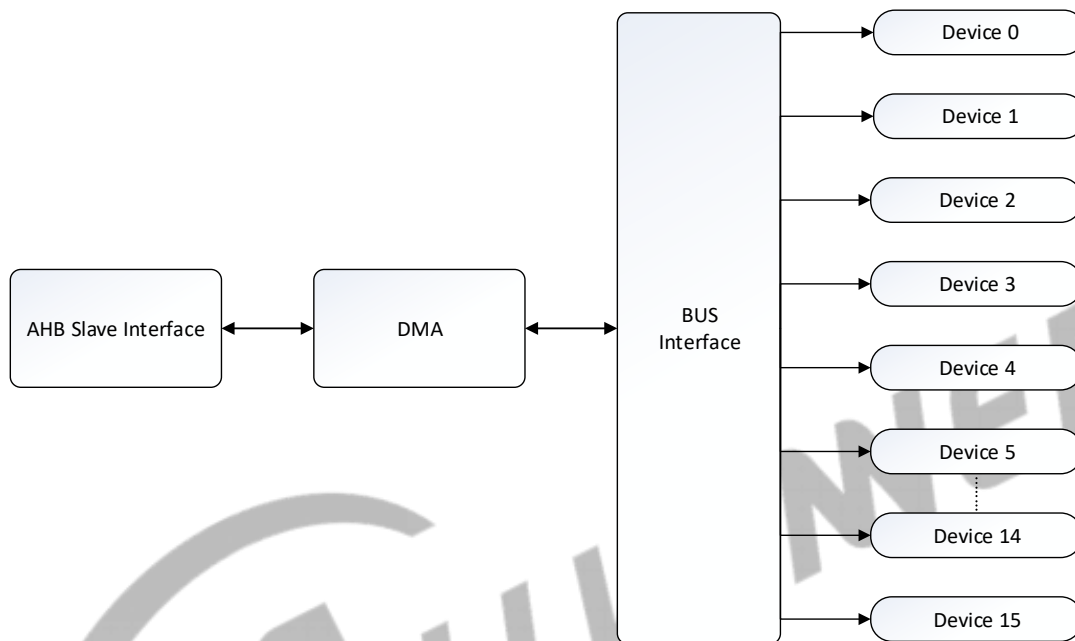 Device 0
Device 1
Device 2
AHB Slave Interface
DMA
BUS
Interface
Device 3
Device 4
Device 5
Device 14
Device 15